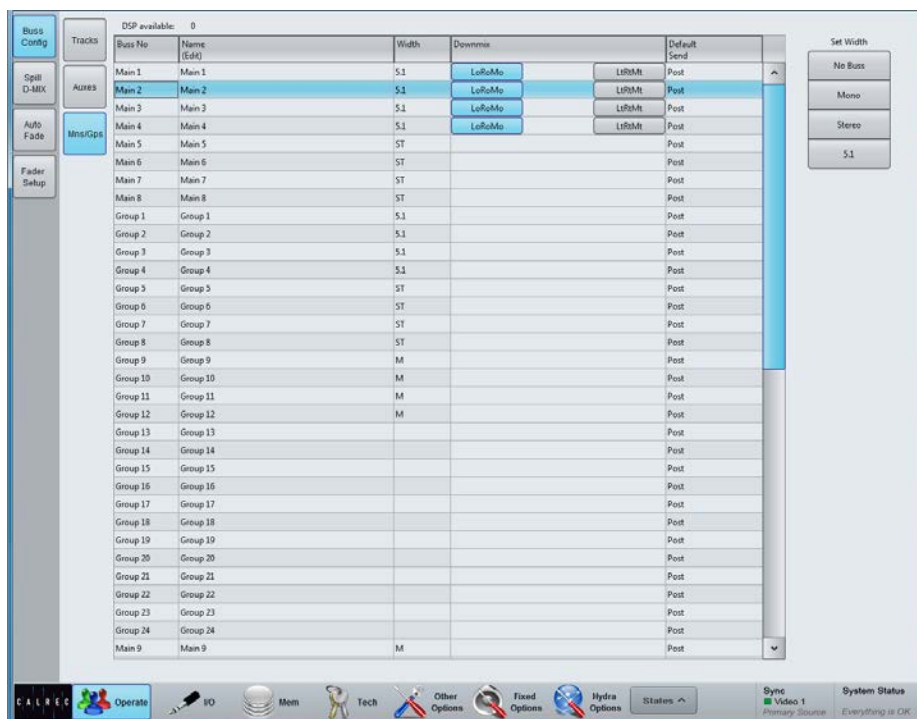 DSP available: 0
Buss Config
Spill D-MIX
Auto Fade
Fader Setup
Tracks
Auxes
Mns/Gps
Buss No Name (Edit) Width Downmix Default Send
Main 1 Main 1 5.1 LoRoMo LtRtMt Post
Main 2 Main 2 5.1 LoRoMo LtRtMt Post
Main 3 Main 3 5.1 LoRoMo LtRtMt Post
Main 4 Main 4 5.1 LoRoMo LtRtMt Post
Main 5 Main 5 ST Post
Main 6 Main 6 ST Post
Main 7 Main 7 ST Post
Main 8 Main 8 ST Post
Group 1 Group 1 5.1 Post
Group 2 Group 2 5.1 Post
Group 3 Group 3 5.1 Post
Group 4 Group 4 5.1 Post
Group 5 Group 5 ST Post
Group 6 Group 6 ST Post
Group 7 Group 7 ST Post
Group 8 Group 8 ST Post
Group 9 Group 9 M Post
Group 10 Group 10 M Post
Group 11 Group 11 M Post
Group 12 Group 12 M Post
Group 13 Group 13 Post
Group 14 Group 14 Post
Group 15 Group 15 Post
Group 16 Group 16 Post
Group 17 Group 17 Post
Group 18 Group 18 Post
Group 19 Group 19 Post
Group 20 Group 20 Post
Group 21 Group 21 Post
Group 22 Group 22 Post
Group 23 Group 23 Post
Group 24 Group 24 Post
Main 9 Main 9 M Post
Set Width
No Buss
Mono
Stereo
5.1
CALREC Operate I/O Mem Tech Other Options Fixed Options Hydra Options States
Sync
Video 1
Primary Source
System Status
Everything is OK